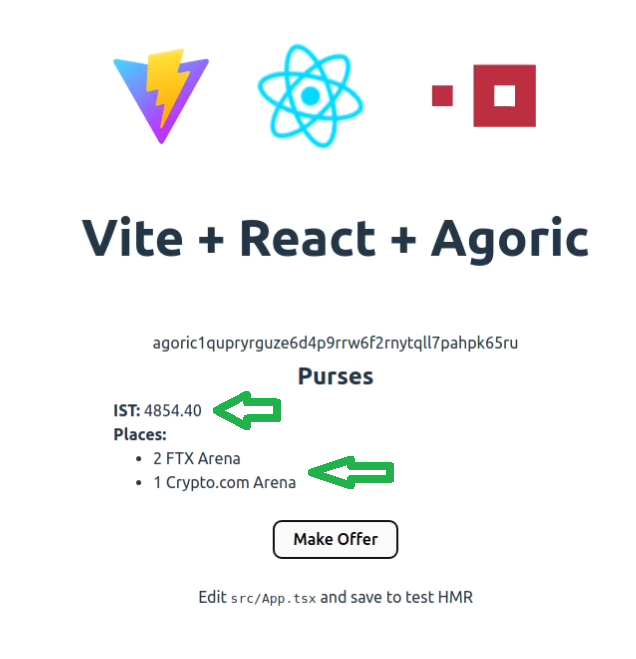 Vite + React + Agoric
agoric1qupryrguze6d4p9rrw6f2rnytqll7pahpk65ru
Purses
IST: 4854.40
Places:
• 2 FTX Arena
• 1 Crypto.com Arena
Make Offer
Edit src/App.tsx and save to test HMR